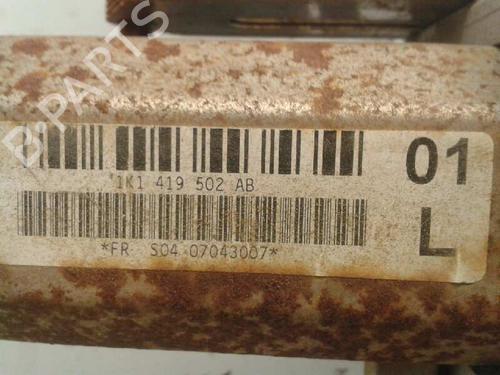 B-PARTS
*1K1 419 502 AB
01
L
*FR S04 07043007*